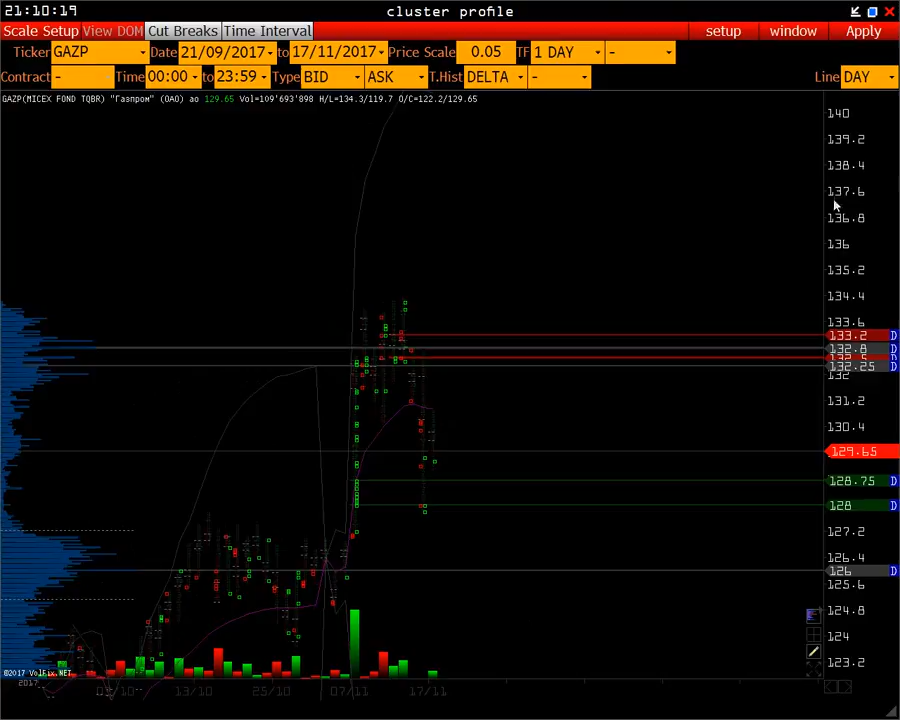 21:10:19 cluster profile
Scale Setup View DOM Cut Breaks Time Interval setup window Apply
Ticker GAZP Date 21/09/2017 to 17/11/2017 Price Scale 0.05 TF 1 DAY -
Contract - Time 00:00 to 23:59 Type BID ASK T.Hist DELTA - Line DAY
GAZP(MICEX FOND TQBR) "Газпром" (ОАО) ао 129.65 Vol=109'693'898 H/L=134.3/119.7 O/C=122.2/129.65
140
139.2
138.4
137.6
136.8
136
135.2
134.4
133.6
133.2 D
132.8 D
132.5 D
132.25 D
132
131.2
130.4
129.65
128.75 D
128 D
127.2
126.4
126 D
125.6
124.8
124
123.2
©2017 VolFix.NET
2017 03/10 13/10 25/10 07/11 17/11